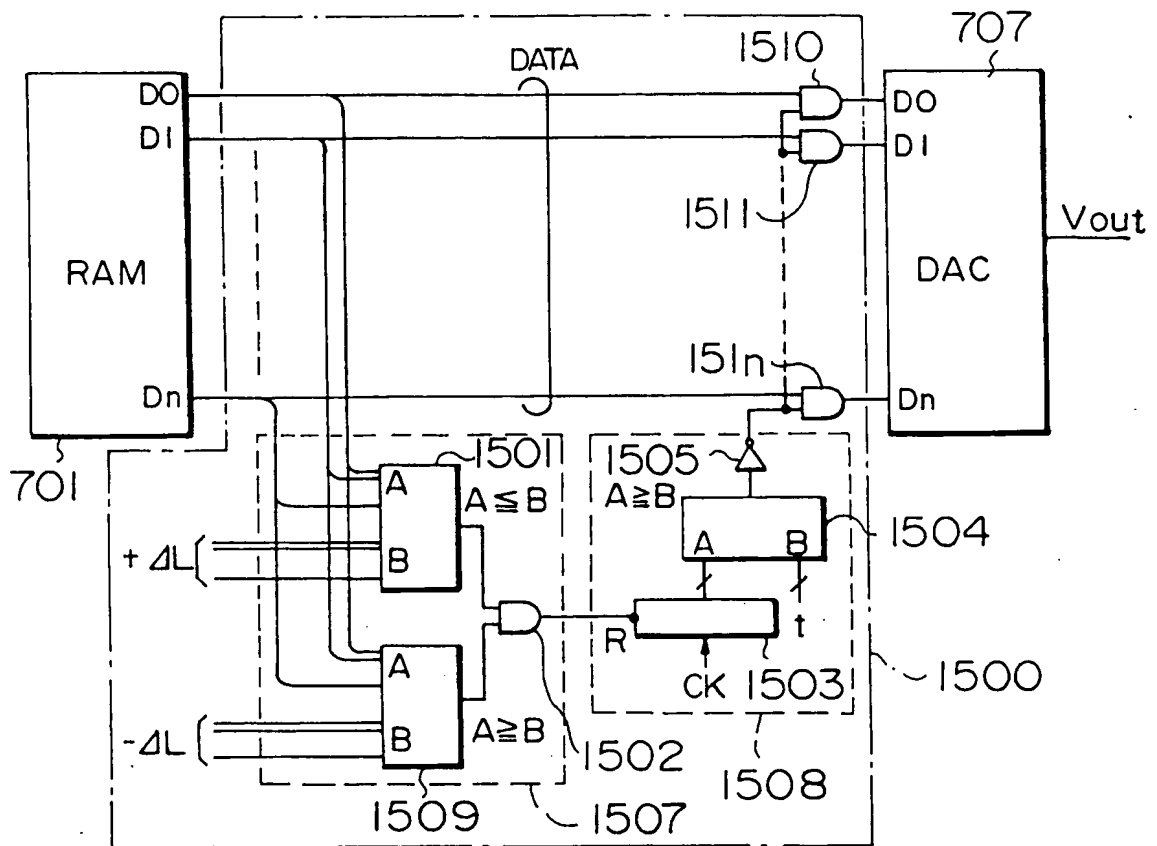 1510
707
DATA
D0
D1
D0
D1
1511
Vout
RAM
DAC
151n
Dn
Dn
1501
1505
701
A
A ≦ B
A ≧ B
1504
+ΔL
B
A
B
R
t
A
CK
1503
1500
-ΔL
B
A ≧ B
1502
1508
1509
1507